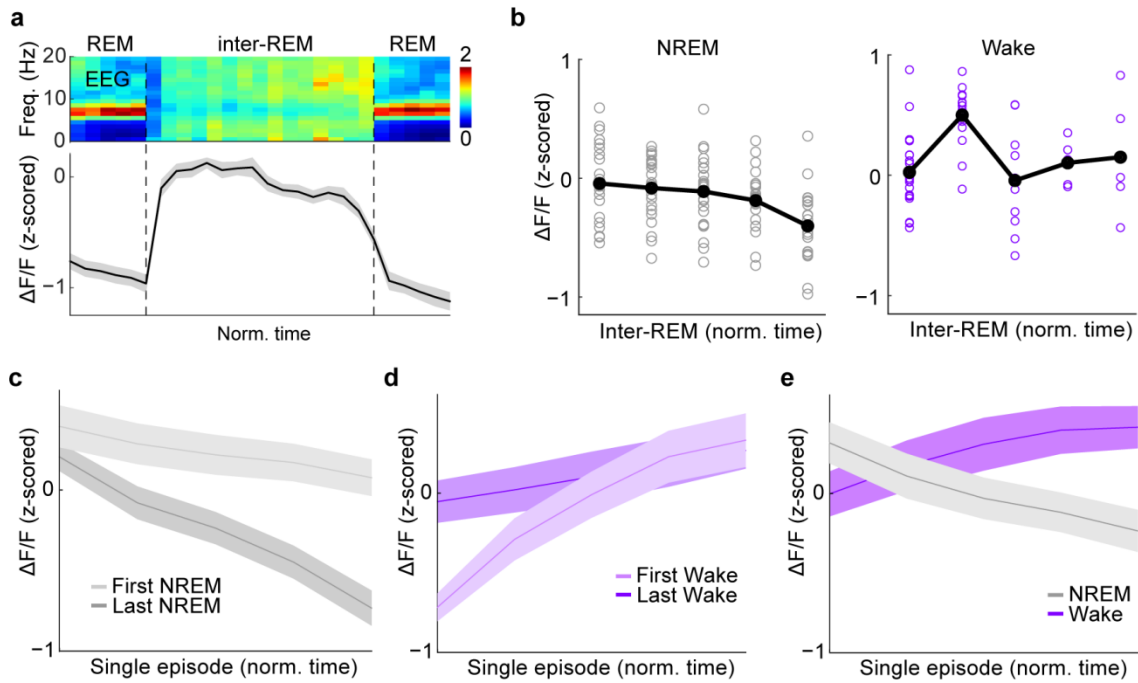 a
REM inter-REM REM
20
10
0
Freq. (Hz)
EEG
2
0
0
−1
ΔF/F (z-scored)
Norm. time
b
NREM
1
0
−1
ΔF/F (z-scored)
Inter-REM (norm. time)
Wake
1
0
−1
Inter-REM (norm. time)
c
0
−1
ΔF/F (z-scored)
First NREM
Last NREM
Single episode (norm. time)
d
0
−1
ΔF/F (z-scored)
First Wake
Last Wake
Single episode (norm. time)
e
0
−1
ΔF/F (z-scored)
NREM
Wake
Single episode (norm. time)